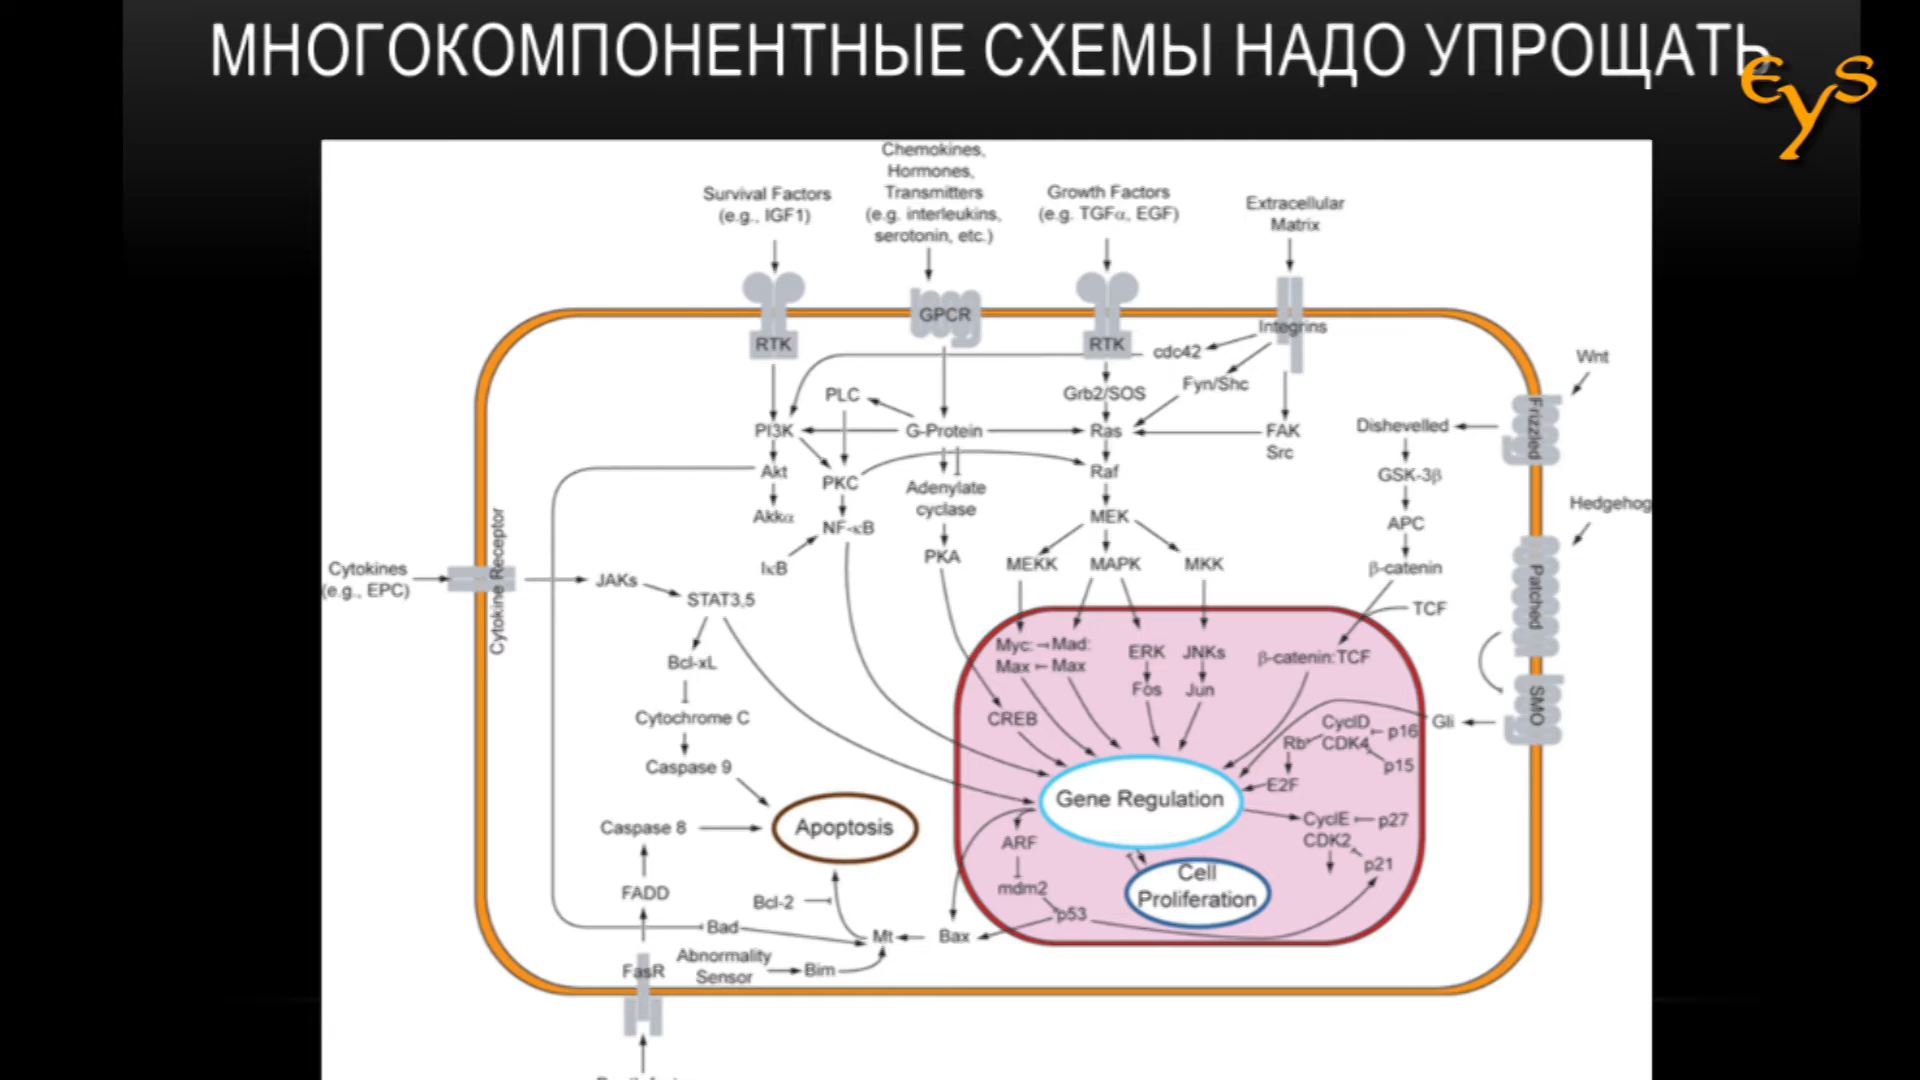 МНОГОКОМПОНЕНТНЫЕ СХЕМЫ НАДО УПРОЩАТЬ
eys
Chemokines,
Hormones,
Transmitters
(e.g. interleukins,
serotonin, etc.)
Survival Factors
(e.g., IGF1)
Growth Factors
(e.g. TGFα, EGF)
Extracellular
Matrix
RTK
GPCR
RTK
Integrins
cdc42
Fyn/Shc
Wnt
Frizzled
PLC
Grb2/SOS
PI3K
G-Protein
Ras
FAK
Src
Dishevelled
Akt
PKC
Adenylate
cyclase
Raf
GSK-3β
Hedgehog
Akkα
NF-κB
MEK
APC
IκB
PKA
MEKK
MAPK
MKK
β-catenin
Patched
Cytokines
(e.g., EPC)
Cytokine Receptor
JAKs
STAT3,5
TCF
Myc:
Mad:
Max
Max
ERK
JNKs
β-catenin:TCF
Bcl-xL
Fos
Jun
SMO
Cytochrome C
CREB
CyclD
p16
Gli
Rb
CDK4
p15
Caspase 9
E2F
Gene Regulation
Caspase 8
Apoptosis
CyclE
p27
CDK2
ARF
p21
Cell
Proliferation
FADD
mdm2
Bcl-2
p53
Bad
Mt
Bax
Abnormality
Sensor
Bim
FasR